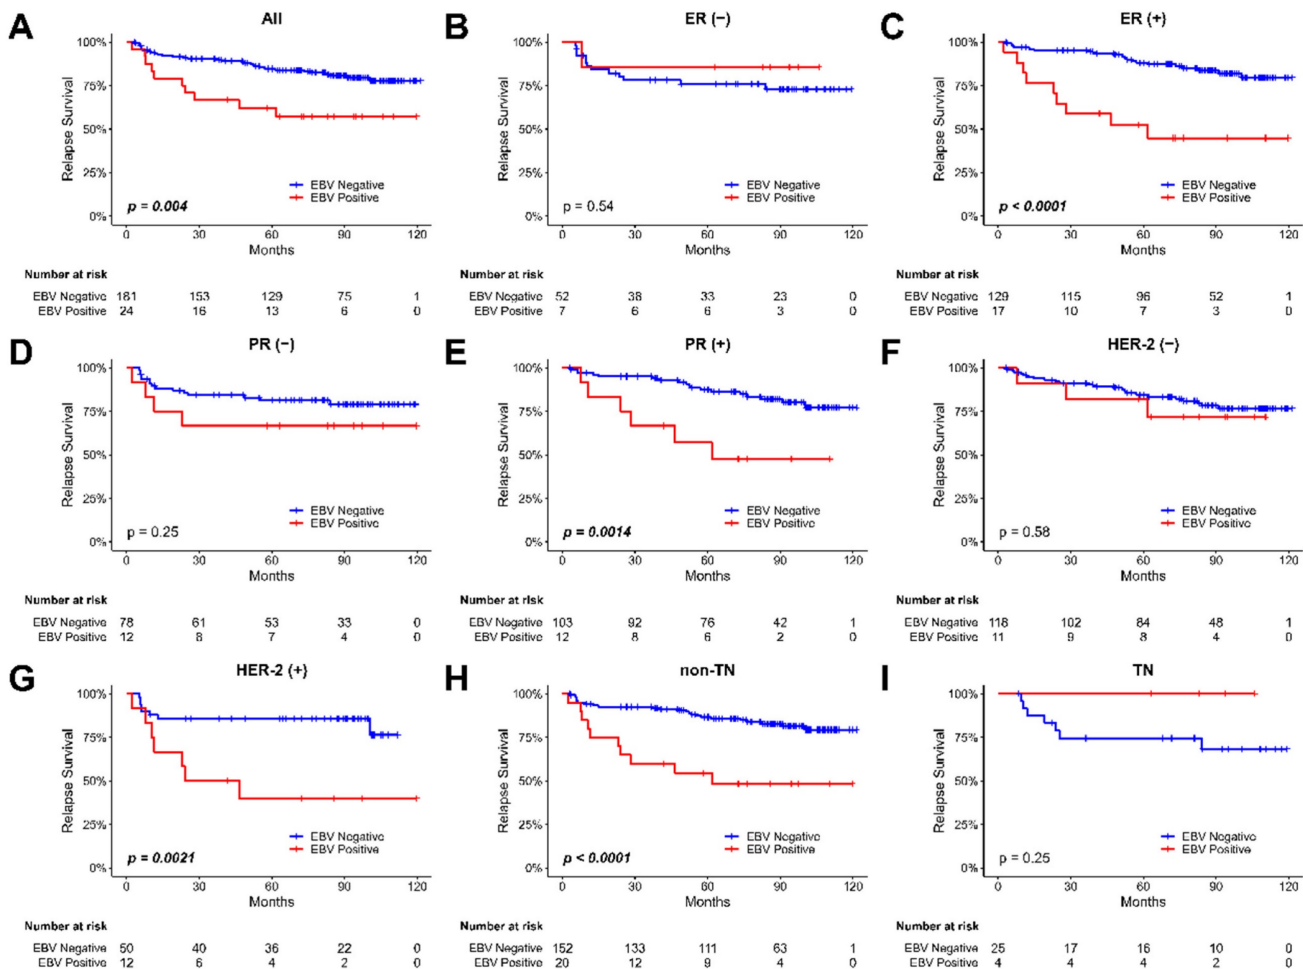 A
All
100%
75%
50%
25%
0%
Relapse Survival
EBV Negative
EBV Positive
p = 0.004
0 30 60 90 120
Months
Number at risk
EBV Negative 181 153 129 75 1
EBV Positive 24 16 13 6 0
B
ER (−)
100%
75%
50%
25%
0%
Relapse Survival
EBV Negative
EBV Positive
p = 0.54
0 30 60 90 120
Months
Number at risk
EBV Negative 52 38 33 23 0
EBV Positive 7 6 6 3 0
C
ER (+)
100%
75%
50%
25%
0%
Relapse Survival
EBV Negative
EBV Positive
p < 0.0001
0 30 60 90 120
Months
Number at risk
EBV Negative 129 115 96 52 1
EBV Positive 17 10 7 3 0
D
PR (−)
100%
75%
50%
25%
0%
Relapse Survival
EBV Negative
EBV Positive
p = 0.25
0 30 60 90 120
Months
Number at risk
EBV Negative 78 61 53 33 0
EBV Positive 12 8 7 4 0
E
PR (+)
100%
75%
50%
25%
0%
Relapse Survival
EBV Negative
EBV Positive
p = 0.0014
0 30 60 90 120
Months
Number at risk
EBV Negative 103 92 76 42 1
EBV Positive 12 8 6 2 0
F
HER-2 (−)
100%
75%
50%
25%
0%
Relapse Survival
EBV Negative
EBV Positive
p = 0.58
0 30 60 90 120
Months
Number at risk
EBV Negative 118 102 84 48 1
EBV Positive 11 9 8 4 0
G
HER-2 (+)
100%
75%
50%
25%
0%
Relapse Survival
EBV Negative
EBV Positive
p = 0.0021
0 30 60 90 120
Months
Number at risk
EBV Negative 50 40 36 22 0
EBV Positive 12 6 4 2 0
H
non-TN
100%
75%
50%
25%
0%
Relapse Survival
EBV Negative
EBV Positive
p < 0.0001
0 30 60 90 120
Months
Number at risk
EBV Negative 152 133 111 63 1
EBV Positive 20 12 9 4 0
I
TN
100%
75%
50%
25%
0%
Relapse Survival
EBV Negative
EBV Positive
p = 0.25
0 30 60 90 120
Months
Number at risk
EBV Negative 25 17 16 10 0
EBV Positive 4 4 4 2 0